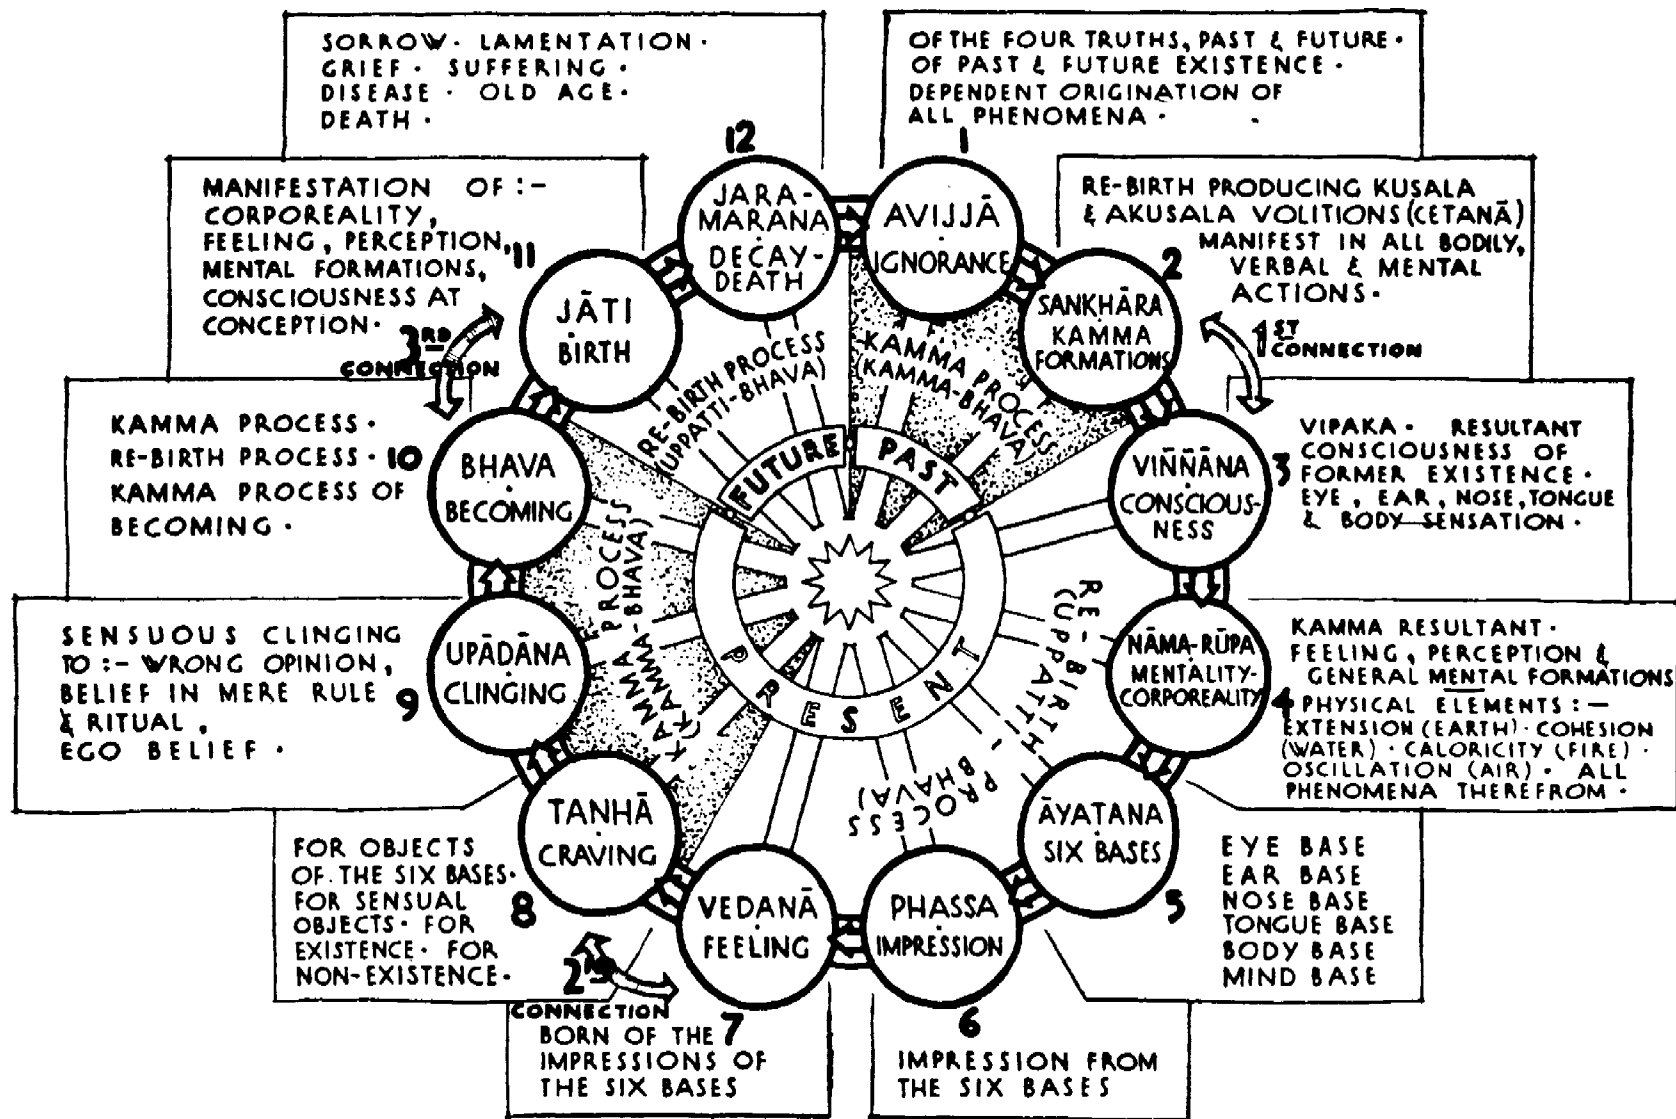 SORROW · LAMENTATION ·
GRIEF · SUFFERING ·
DISEASE · OLD AGE ·
DEATH ·
OF THE FOUR TRUTHS, PAST & FUTURE ·
OF PAST & FUTURE EXISTENCE ·
DEPENDENT ORIGINATION OF
ALL PHENOMENA ·
12
JARA-
MARANA
DECAY-
DEATH
1
AVIJJĀ
IGNORANCE
MANIFESTATION OF :-
CORPOREALITY,
FEELING, PERCEPTION,
MENTAL FORMATIONS,
CONSCIOUSNESS AT
CONCEPTION ·
11
JĀTI
BIRTH
RE-BIRTH PRODUCING KUSALA
& AKUSALA VOLITIONS (CETANĀ)
MANIFEST IN ALL BODILY,
VERBAL & MENTAL
ACTIONS ·
2
SANKHĀRA
KAMMA
FORMATIONS
3RD
CONNECTION
1ST
CONNECTION
RE-BIRTH PROCESS
(UPPATTI-BHAVA)
KAMMA PROCESS
(KAMMA-BHAVA)
FUTURE
PAST
KAMMA PROCESS ·
RE-BIRTH PROCESS ·
KAMMA PROCESS OF
BECOMING ·
10
BHAVA
BECOMING
VIPAKA · RESULTANT
CONSCIOUSNESS OF
FORMER EXISTENCE ·
EYE, EAR, NOSE, TONGUE
& BODY SENSATION ·
3
VIÑÑĀNA
CONSCIOUS-
NESS
KAMMA PROCESS
(KAMMA-BHAVA)
PRESENT
RE-BIRTH PROCESS
(UPPATTI-BHAVA)
SENSUOUS CLINGING
TO :- WRONG OPINION,
BELIEF IN MERE RULE
& RITUAL,
EGO BELIEF ·
9
UPĀDĀNA
CLINGING
KAMMA RESULTANT ·
FEELING, PERCEPTION &
GENERAL MENTAL FORMATIONS
PHYSICAL ELEMENTS :—
EXTENSION (EARTH) · COHESION
(WATER) · CALORICITY (FIRE) ·
OSCILLATION (AIR) · ALL
PHENOMENA THEREFROM ·
4
NĀMA-RŪPA
MENTALITY-
CORPOREALITY
FOR OBJECTS
OF THE SIX BASES ·
FOR SENSUAL
OBJECTS · FOR
EXISTENCE · FOR
NON-EXISTENCE ·
8
TANHĀ
CRAVING
EYE BASE
EAR BASE
NOSE BASE
TONGUE BASE
BODY BASE
MIND BASE
5
ĀYATANA
SIX BASES
2ND
CONNECTION
VEDANĀ
FEELING
7
BORN OF THE
IMPRESSIONS OF
THE SIX BASES
PHASSA
IMPRESSION
6
IMPRESSION FROM
THE SIX BASES